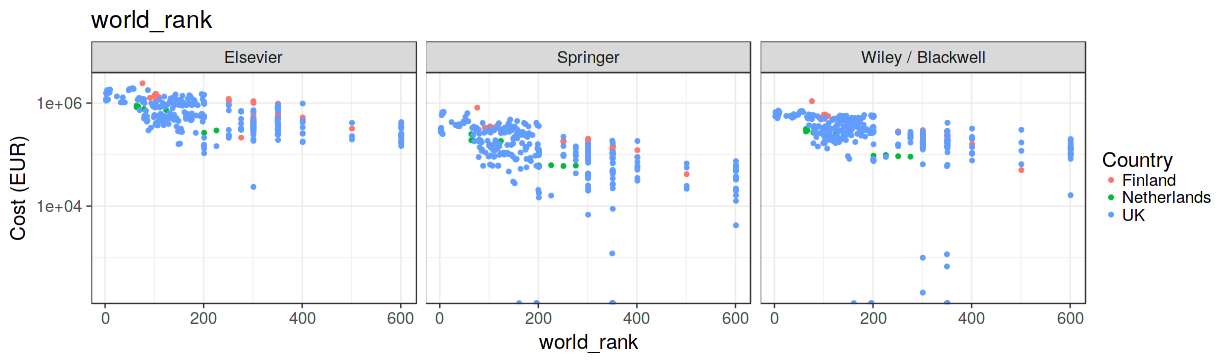 world_rank
Elsevier
Springer
Wiley / Blackwell
Cost (EUR)
1e+06
1e+04
0 200 400 600
0 200 400 600
0 200 400 600
world_rank
Country
Finland
Netherlands
UK